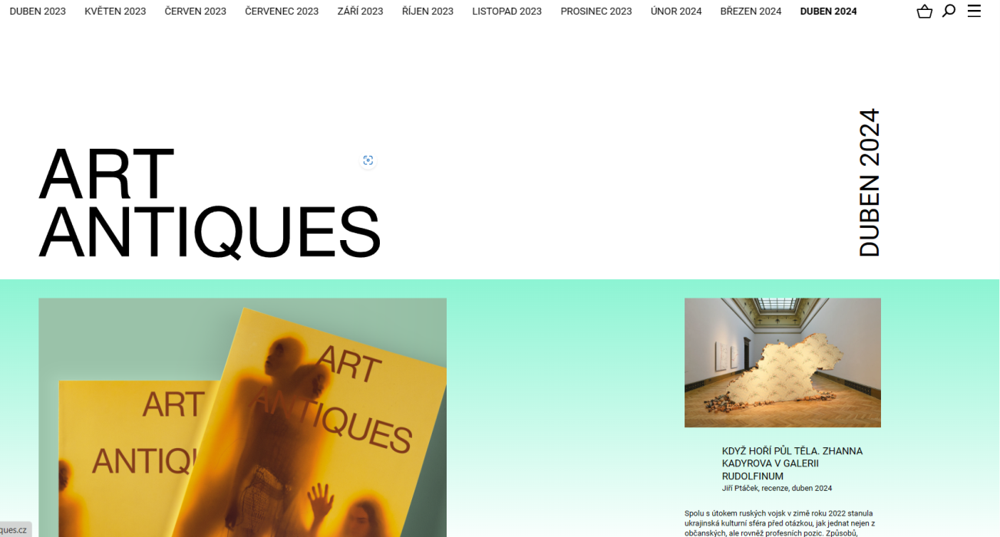 DUBEN 2023 KVĚTEN 2023 ČERVEN 2023 ČERVENEC 2023 ZÁŘÍ 2023 ŘÍJEN 2023 LISTOPAD 2023 PROSINEC 2023 ÚNOR 2024 BŘEZEN 2024 DUBEN 2024
ART
ANTIQUES
DUBEN 2024
ART
ANTIQ
ART
ANTIQUES
KDYŽ HOŘÍ PŮL TĚLA. ZHANNA
KADYROVA V GALERII
RUDOLFINUM
Jiří Ptáček, recenze, duben 2024
Spolu s útokem ruských vojsk v zimě roku 2022 stanula
ukrajinská kulturní sféra před otázkou, jak jednat nejen z
občanských, ale rovněž profesních pozic. Způsobů,
ques.cz